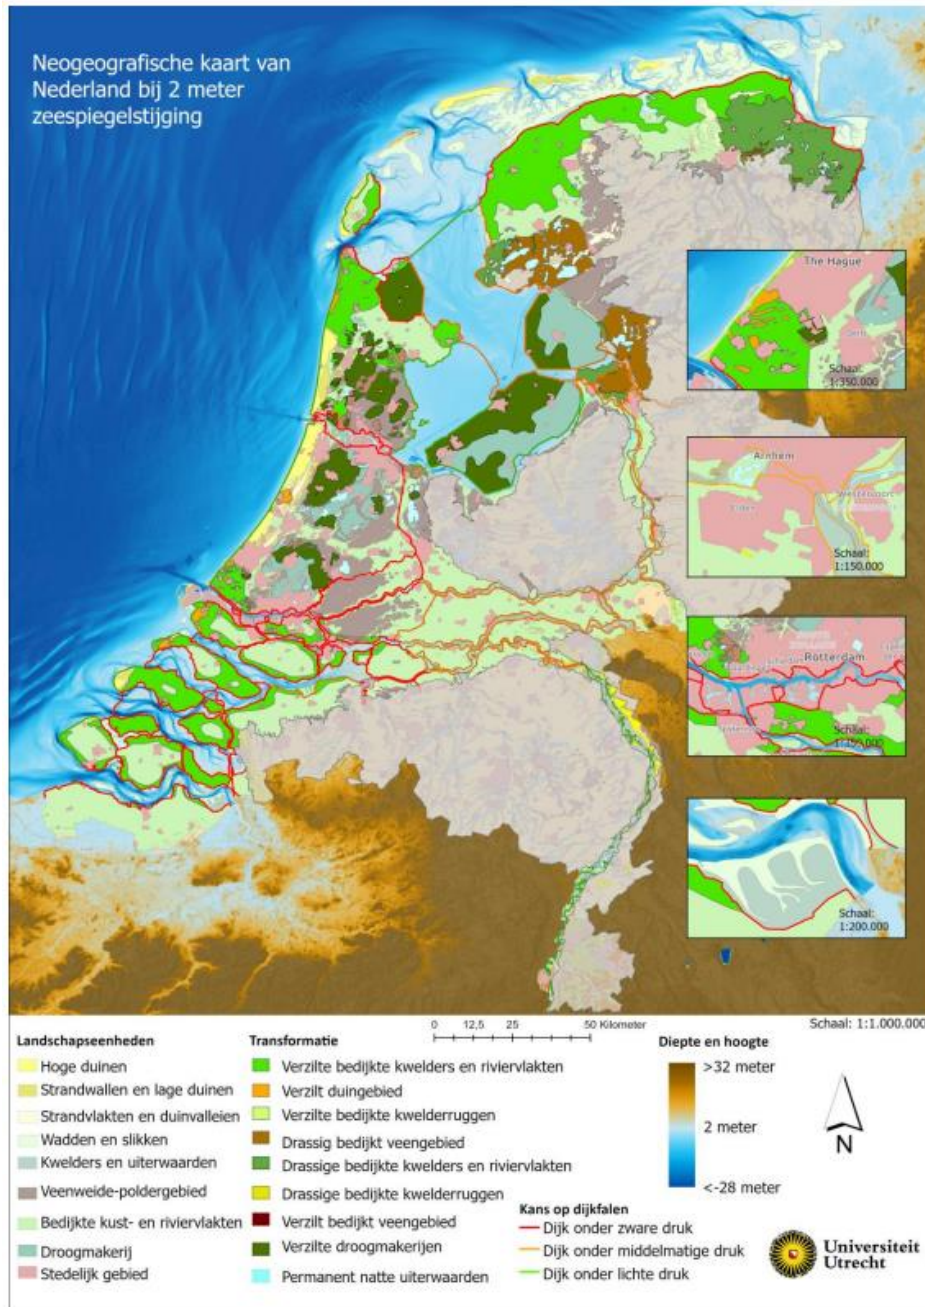 Neogeografische kaart van
Nederland bij 2 meter
zeespiegelstijging
The Hague
Schaal:
1:350.000
Arnhem
Schaal:
1:150.000
Rotterdam
Schaal:
Schaal:
1:200.000
0 12,5 25 50 Kilometer
Schaal: 1:1.000.000
Landschapseenheden
Hoge duinen
Strandwallen en lage duinen
Strandvlakten en duinvalleien
Wadden en slikken
Kwelders en uiterwaarden
Veenweide-poldergebied
Bedijkte kust- en riviervlakten
Droogmakerij
Stedelijk gebied
Transformatie
Verzilte bedijkte kwelders en riviervlakten
Verzilt duingebied
Verzilte bedijkte kwelderruggen
Drassig bedijkt veengebied
Drassige bedijkte kwelders en riviervlakten
Drassige bedijkte kwelderruggen
Verzilt bedijkt veengebied
Verzilte droogmakerijen
Permanent natte uiterwaarden
Diepte en hoogte
>32 meter
2 meter
<-28 meter
N
Kans op dijkfalen
Dijk onder zware druk
Dijk onder middelmatige druk
Dijk onder lichte druk
Universiteit
Utrecht